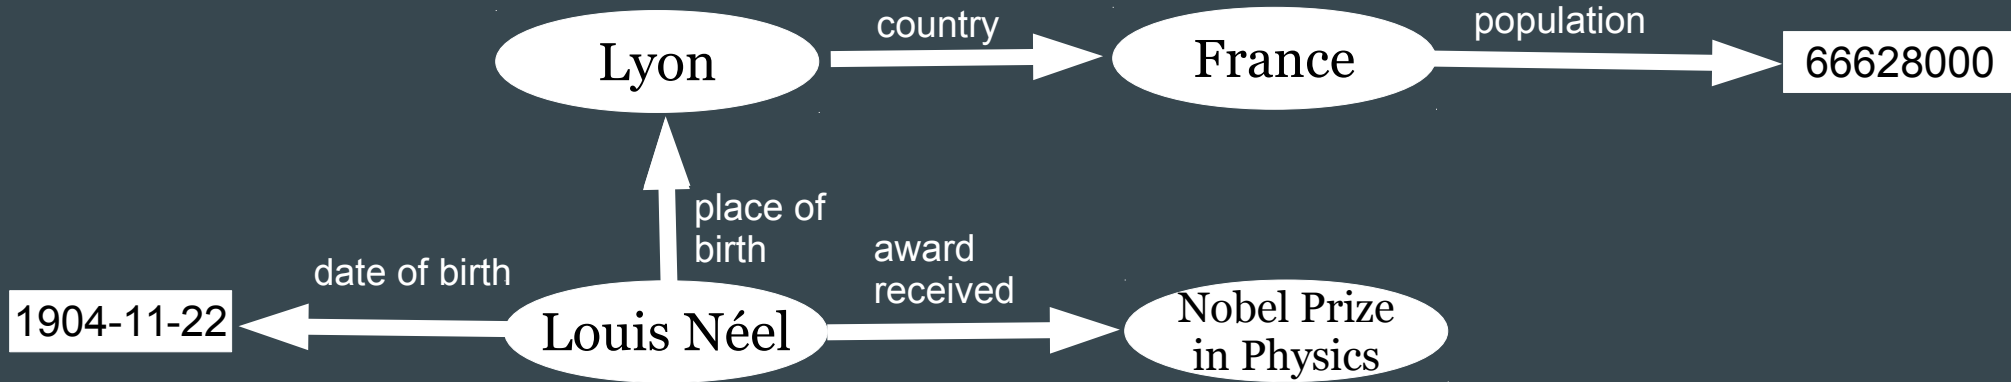 Lyon
country
France
population
66628000
place of
birth
date of birth
1904-11-22
Louis Néel
award
received
Nobel Prize
in Physics